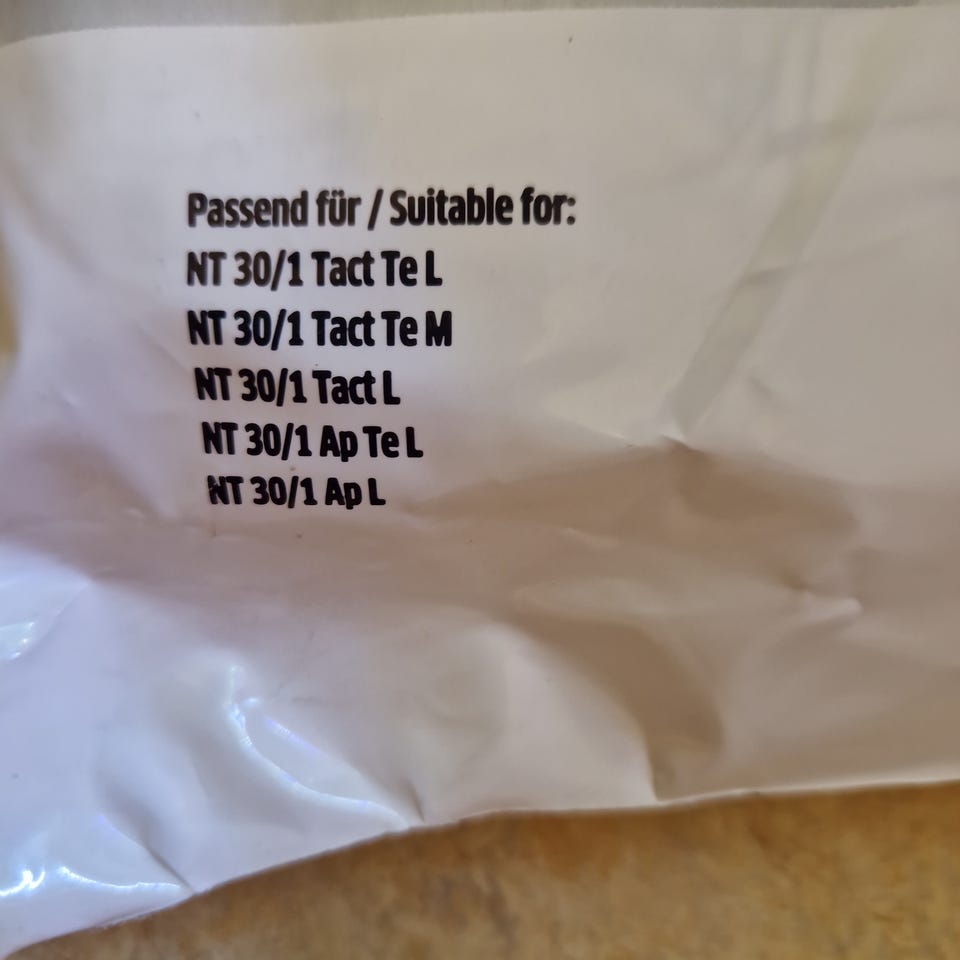 Passend für / Suitable for:
NT 30/1 Tact Te L
NT 30/1 Tact Te M
NT 30/1 Tact L
NT 30/1 Ap Te L
NT 30/1 Ap L